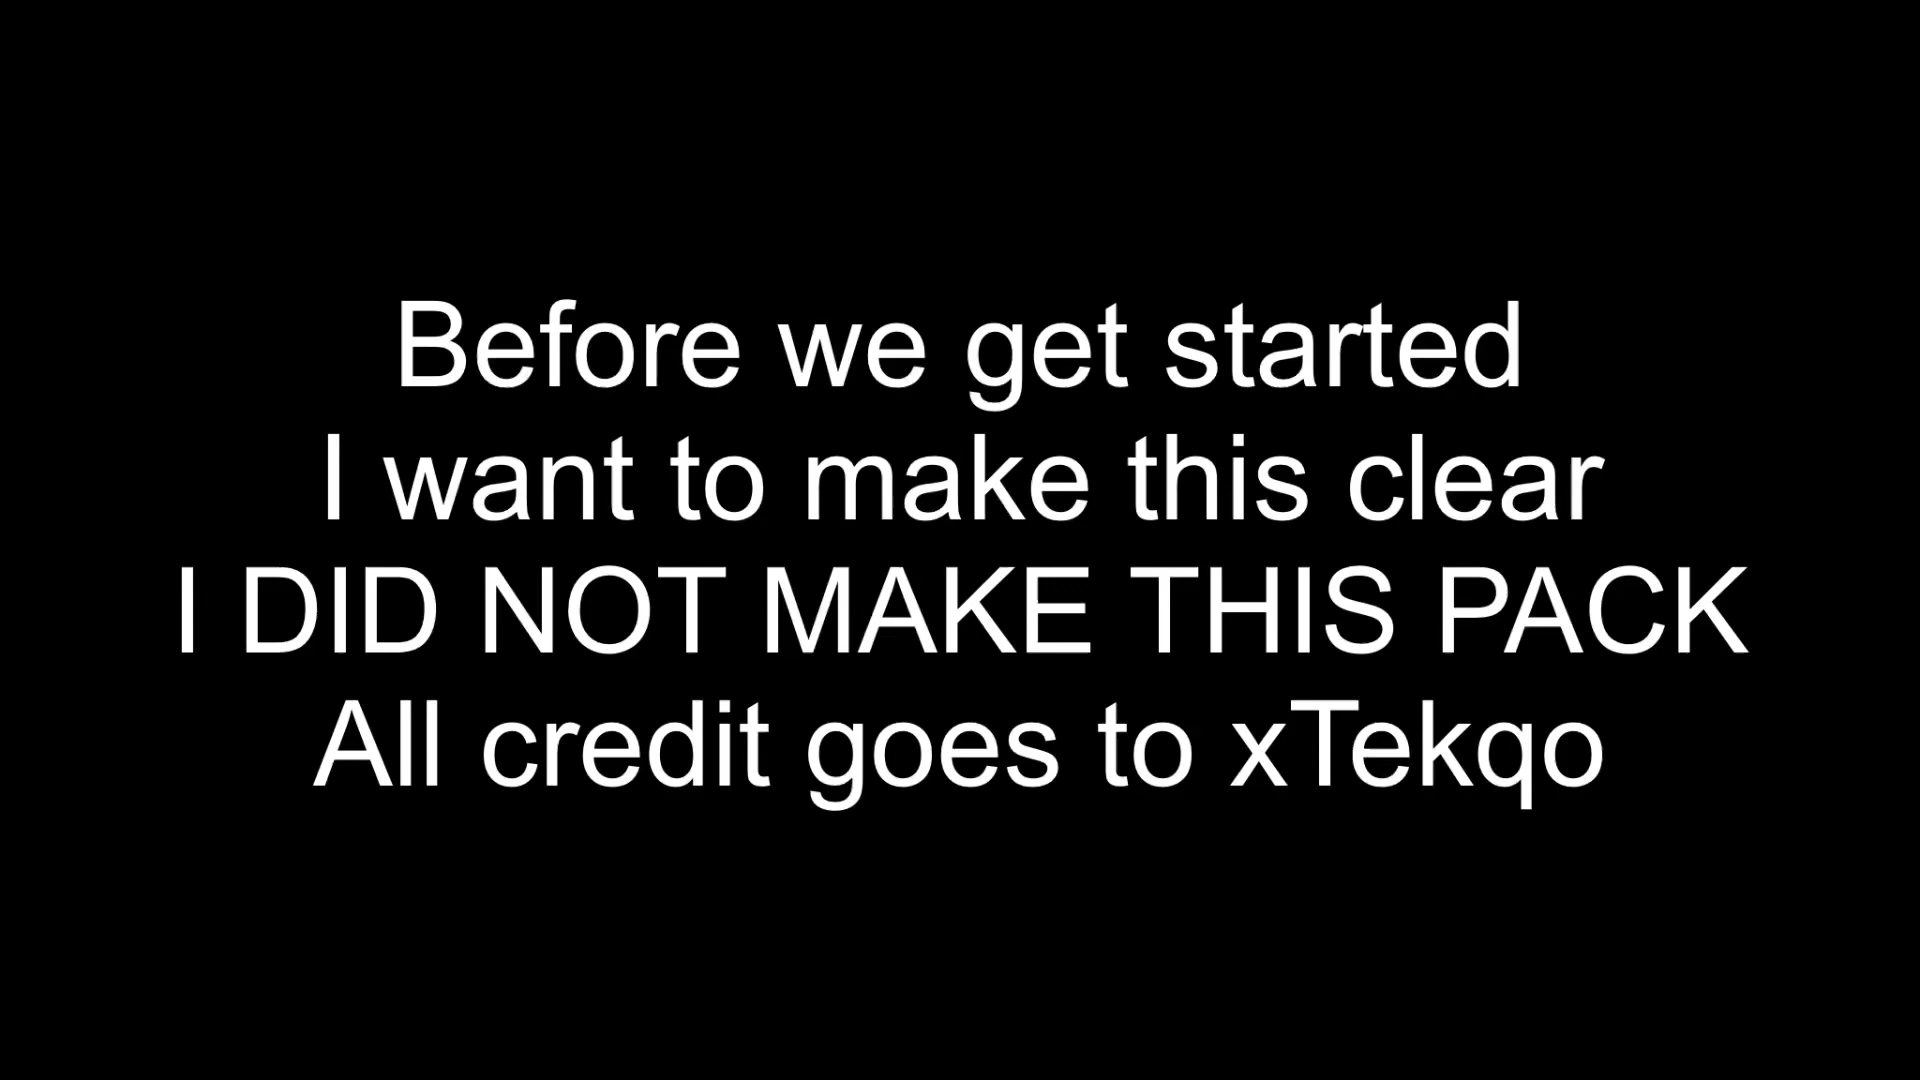 Before we get started
I want to make this clear
I DID NOT MAKE THIS PACK
All credit goes to xTekqo